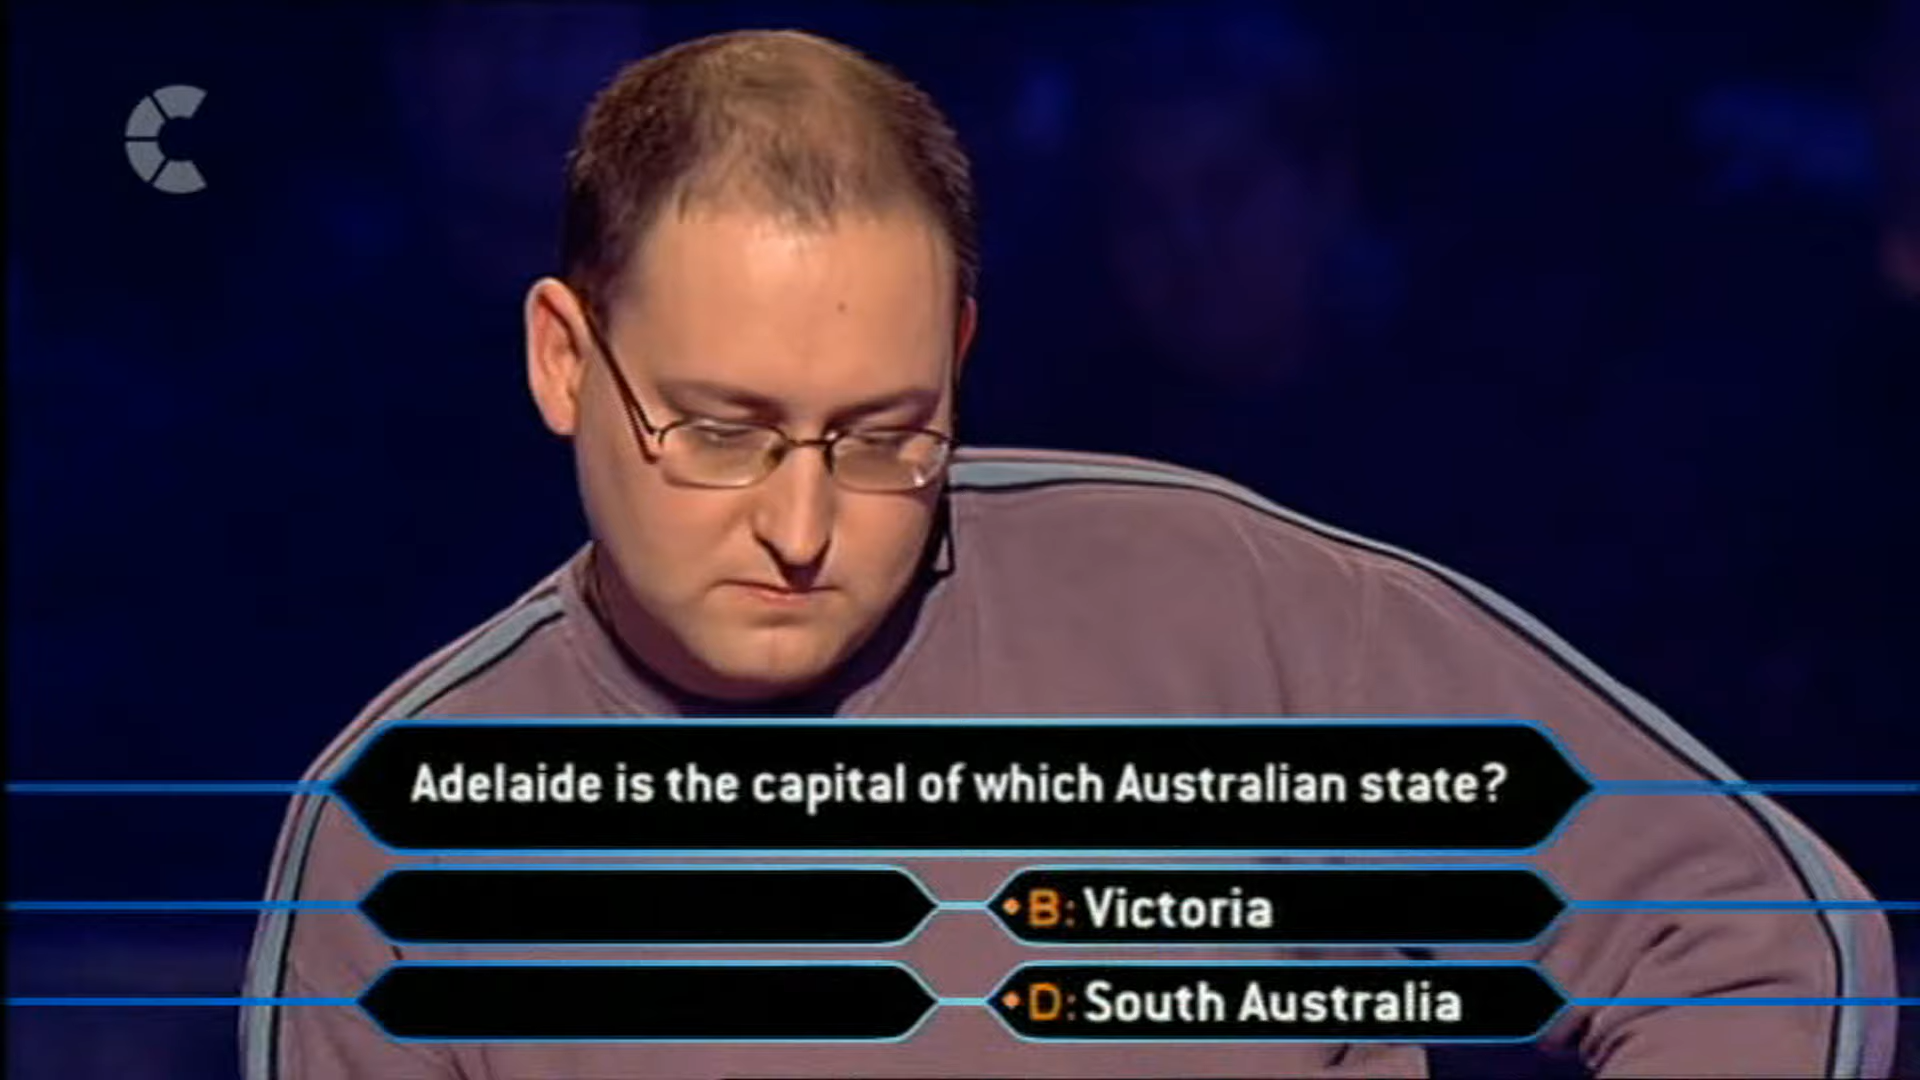 Adelaide is the capital of which Australian state?
B: Victoria
D: South Australia